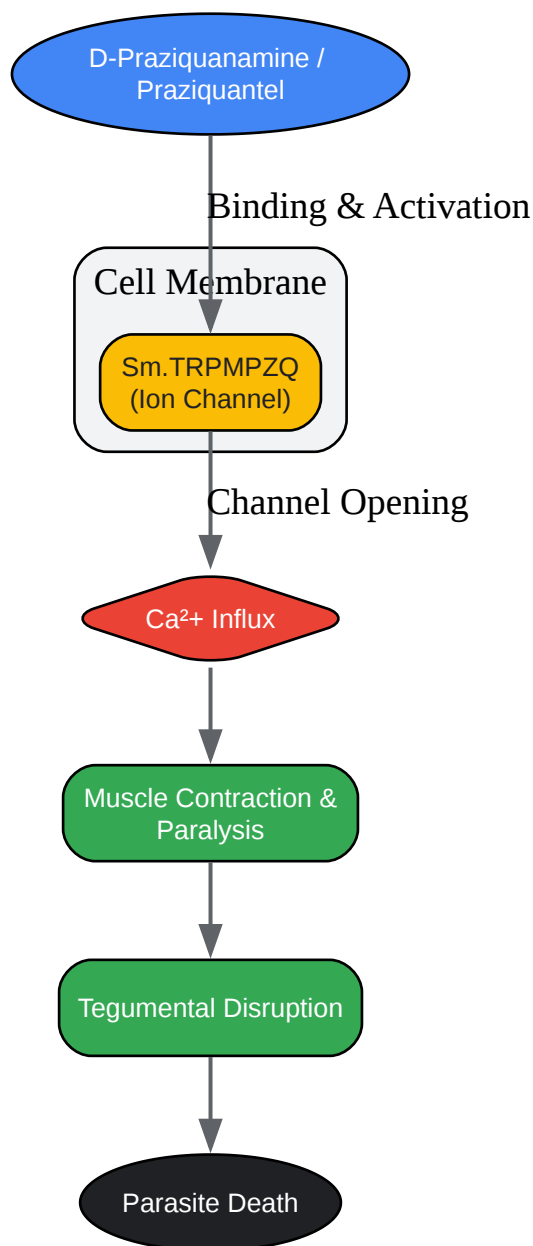 D-Praziquanamine /
Praziquantel
Binding & Activation
Cell Membrane
Sm.TRPMPZQ
(Ion Channel)
Channel Opening
Ca²+ Influx
Muscle Contraction &
Paralysis
Tegumental Disruption
Parasite Death